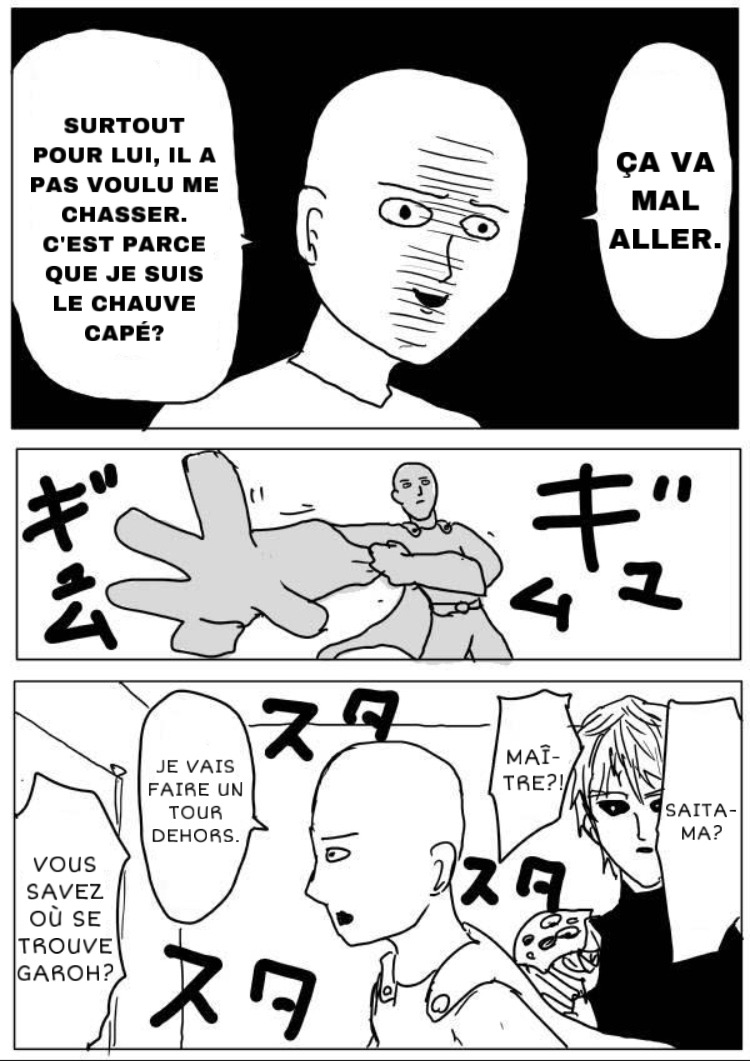 ÇA VA
MAL
ALLER.
SURTOUT
POUR LUI, IL A
PAS VOULU ME
CHASSER.
C'EST PARCE
QUE JE SUIS
LE CHAUVE
CAPÉ?
ギュム
ギュム
SAITA-
MA?
MAÎ-
TRE?!
スタ
スタ
JE VAIS
FAIRE UN
TOUR
DEHORS.
スタ
VOUS
SAVEZ
OÙ SE
TROUVE
GAROH?